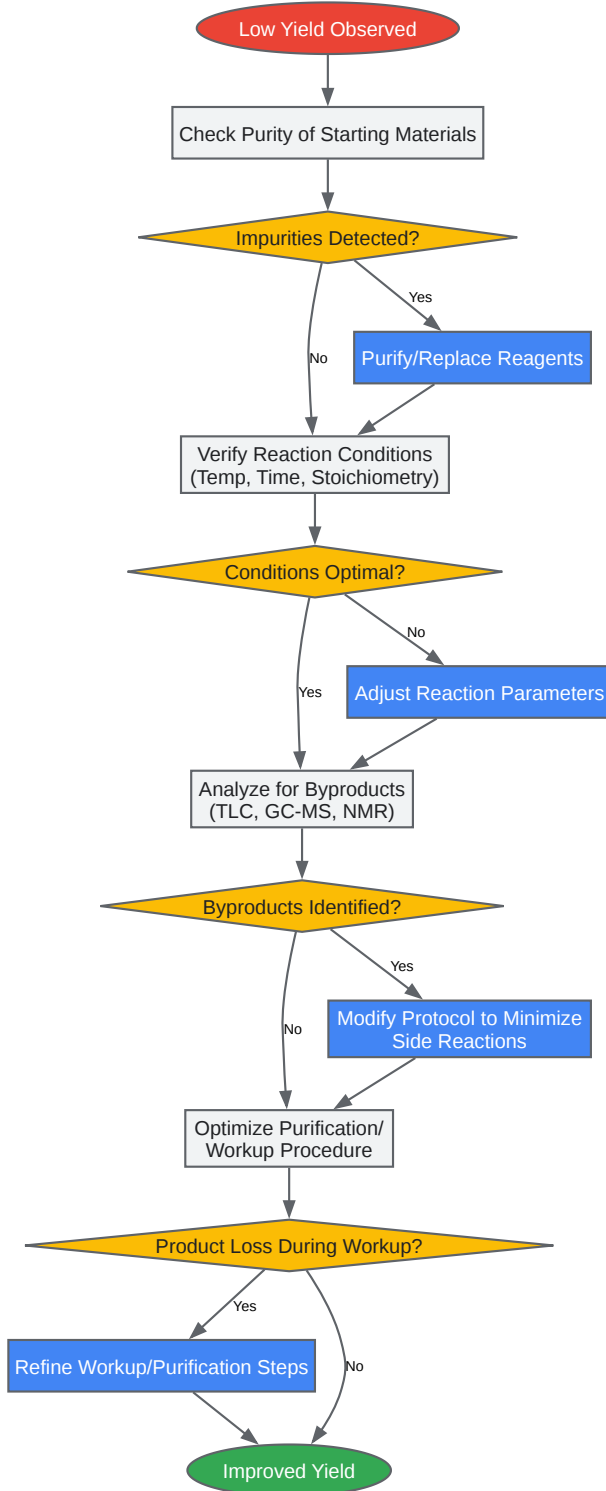 Low Yield Observed
Check Purity of Starting Materials
Impurities Detected?
Yes
Purify/Replace Reagents
No
Verify Reaction Conditions
(Temp, Time, Stoichiometry)
Conditions Optimal?
No
Adjust Reaction Parameters
Yes
Analyze for Byproducts
(TLC, GC-MS, NMR)
Byproducts Identified?
Yes
Modify Protocol to Minimize
Side Reactions
No
Optimize Purification/
Workup Procedure
Product Loss During Workup?
Yes
Refine Workup/Purification Steps
No
Improved Yield